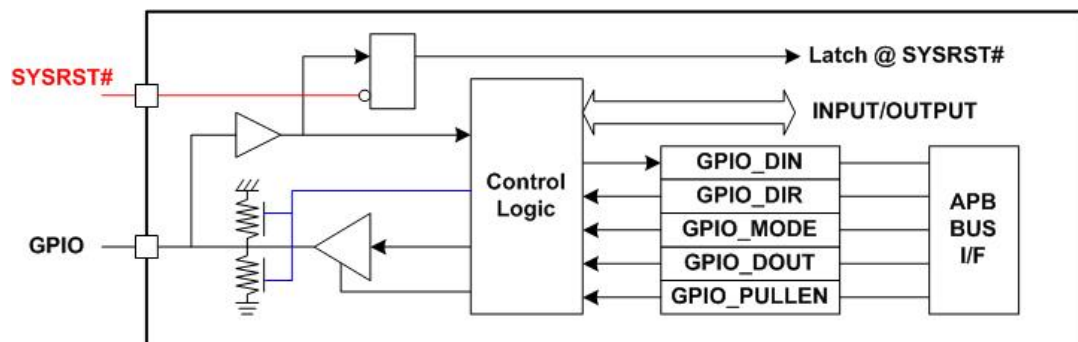 Latch @ SYSRST#
SYSRST#
INPUT/OUTPUT
GPIO_DIN
Control
Logic
GPIO_DIR
APB
BUS
I/F
GPIO_MODE
GPIO
GPIO_DOUT
GPIO_PULLEN